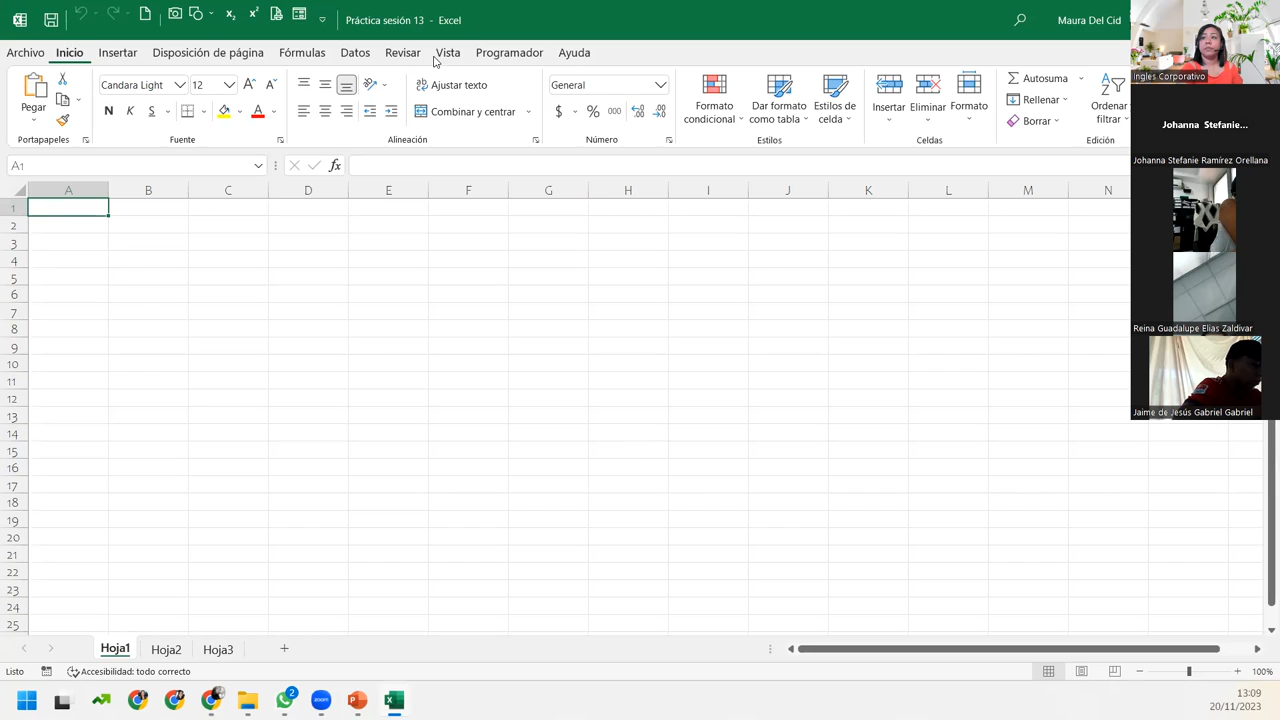 Práctica sesión 13 - Excel
Maura Del Cid
Archivo Inicio Insertar Disposición de página Fórmulas Datos Revisar Vista Programador Ayuda
Pegar
Portapapeles
Candara Light 12
N K S
Fuente
ab Ajustar texto
Combinar y centrar
Alineación
General
$ % 000
Número
Formato condicional
Dar formato como tabla
Estilos de celda
Estilos
Insertar Eliminar Formato
Celdas
Autosuma
Rellenar
Borrar
Ordenar filtrar
Edición
A1
fx
A B C D E F G H I J K L M N
1
2
3
4
5
6
7
8
9
10
11
12
13
14
15
16
17
18
19
20
21
22
23
24
25
Ingles Corporativo
Johanna Stefanie...
Johanna Stefanie Ramírez Orellana
Reina Guadalupe Elias Zaldivar
Jaime de Jesús Gabriel Gabriel
Hoja1 Hoja2 Hoja3
Listo
Accesibilidad: todo correcto
100%
2
zoom
13:09
20/11/2023